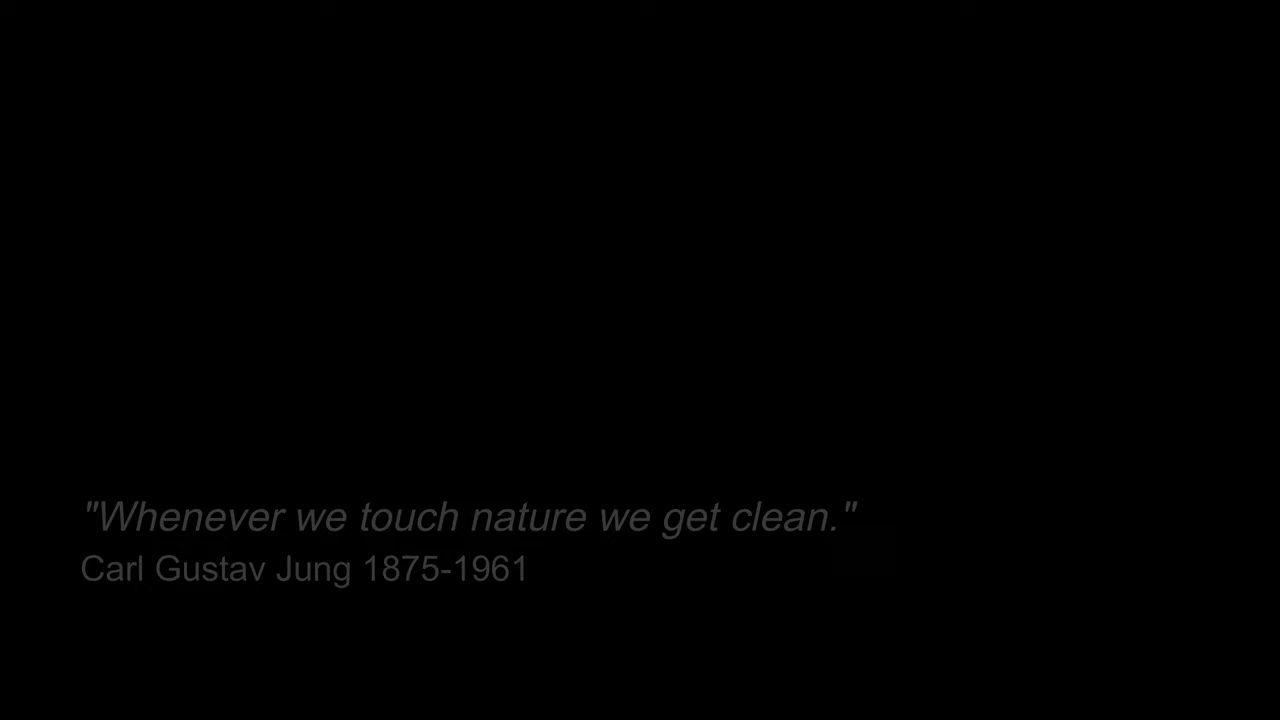 "Whenever we touch nature we get clean."
Carl Gustav Jung 1875-1961